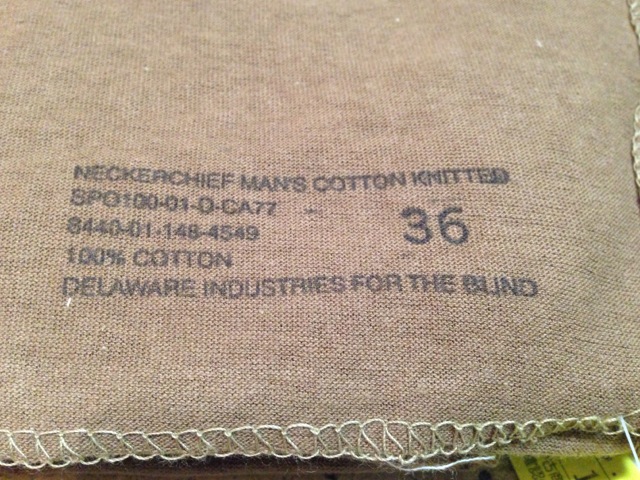 NECKERCHIEF MAN'S COTTON KNITTED
SPO100-01-D-CA77
8440-01-148-4549
36
100% COTTON
DELAWARE INDUSTRIES FOR THE BLIND